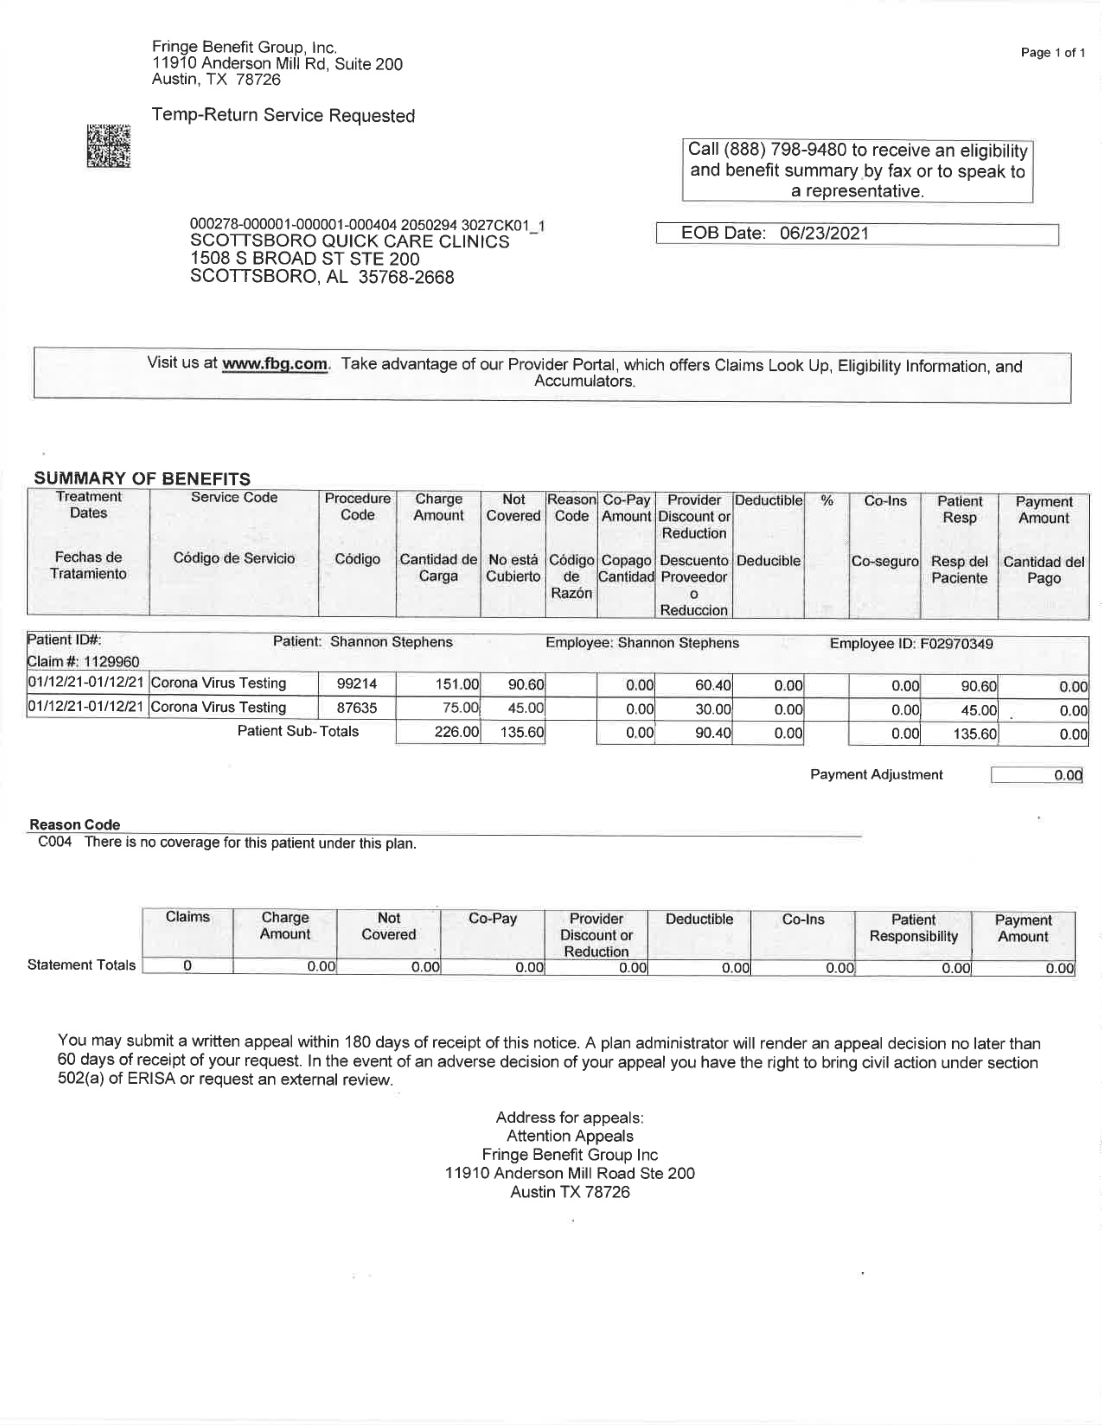 Fringe Benefit Group, Inc.
11910 Anderson Mill Rd, Suite 200
Austin, TX 78726
Page 1 of 1
Temp-Return Service Requested
Call (888) 798-9480 to receive an eligibility
and benefit summary by fax or to speak to
a representative.
000278-000001-000001-000404 2050294 3027CK01_1
SCOTTSBORO QUICK CARE CLINICS
1508 S BROAD ST STE 200
SCOTTSBORO, AL 35768-2668
EOB Date: 06/23/2021
Visit us at www.fbg.com. Take advantage of our Provider Portal, which offers Claims Look Up, Eligibility Information, and
Accumulators.
SUMMARY OF BENEFITS
Treatment Service Code Procedure Charge Not Reason Co-Pay Provider Deductible % Co-Ins Patient Payment
Dates Code Amount Covered Code Amount Discount or Resp Amount
Reduction
Fechas de Código de Servicio Código Cantidad de No está Código Copago Descuento Deducible Co-seguro Resp del Cantidad del
Tratamiento Carga Cubierto de Cantidad Proveedor Paciente Pago
Razón o
Reduccion
Patient ID#: Patient: Shannon Stephens Employee: Shannon Stephens Employee ID: F02970349
Claim #: 1129960
01/12/21-01/12/21 Corona Virus Testing 99214 151.00 90.60 0.00 60.40 0.00 0.00 90.60 0.00
01/12/21-01/12/21 Corona Virus Testing 87635 75.00 45.00 0.00 30.00 0.00 0.00 45.00 0.00
Patient Sub-Totals 226.00 135.60 0.00 90.40 0.00 0.00 135.60 0.00
Payment Adjustment 0.00
Reason Code
C004 There is no coverage for this patient under this plan.
Claims Charge Not Co-Pay Provider Deductible Co-Ins Patient Payment
Amount Covered Discount or Responsibility Amount
Reduction
Statement Totals 0 0.00 0.00 0.00 0.00 0.00 0.00 0.00 0.00
You may submit a written appeal within 180 days of receipt of this notice. A plan administrator will render an appeal decision no later than
60 days of receipt of your request. In the event of an adverse decision of your appeal you have the right to bring civil action under section
502(a) of ERISA or request an external review.
Address for appeals:
Attention Appeals
Fringe Benefit Group Inc
11910 Anderson Mill Road Ste 200
Austin TX 78726